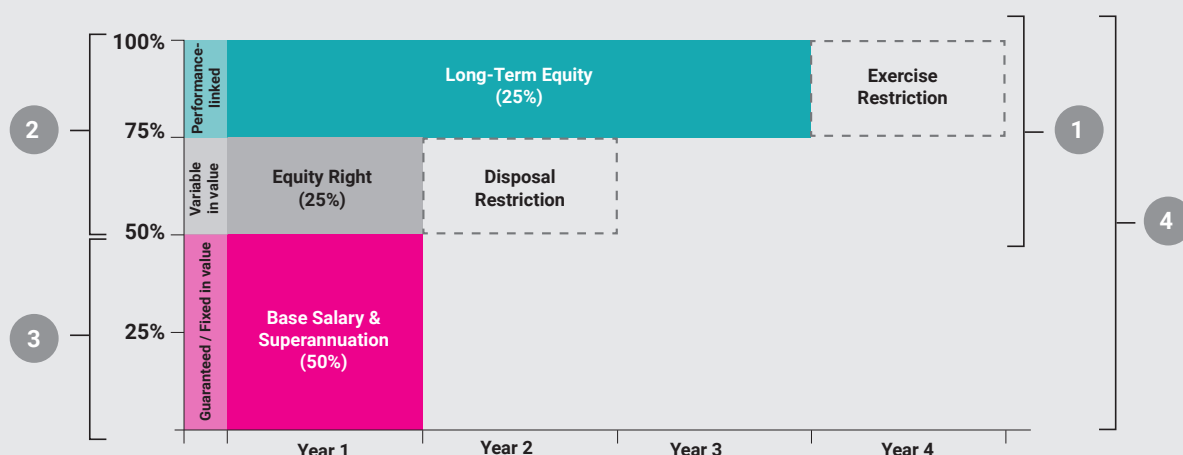 100%
75%
50%
25%
2
3
Performance-
linked
Variable
in value
Guaranteed / Fixed in value
Long-Term Equity
(25%)
Exercise
Restriction
Equity Right
(25%)
Disposal
Restriction
Base Salary &
Superannuation
(50%)
1
4
Year 1
Year 2
Year 3
Year 4